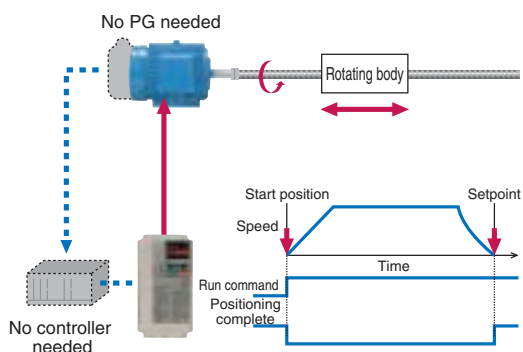 No PG needed
Rotating body
Start position
Setpoint
Speed
Time
Run command
Positioning
complete
No controller
needed